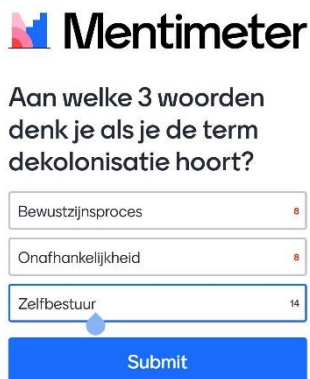 Mentimeter
Aan welke 3 woorden
denk je als je de term
dekolonisatie hoort?
Bewustzijnsproces 8
Onafhankelijkheid 8
Zelfbestuur 14
Submit